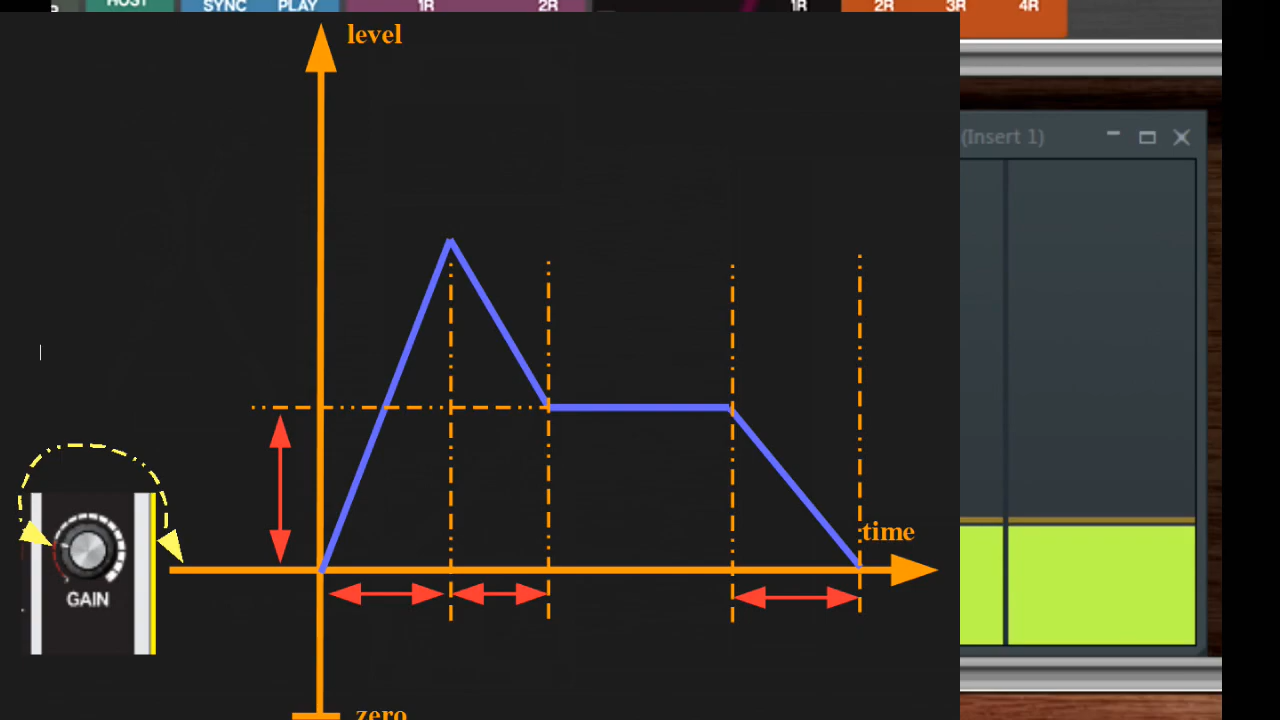 HOST SYNC PLAY 1R 2R 1R 2R 3R 4R
level
(Insert 1)
time
GAIN
zero